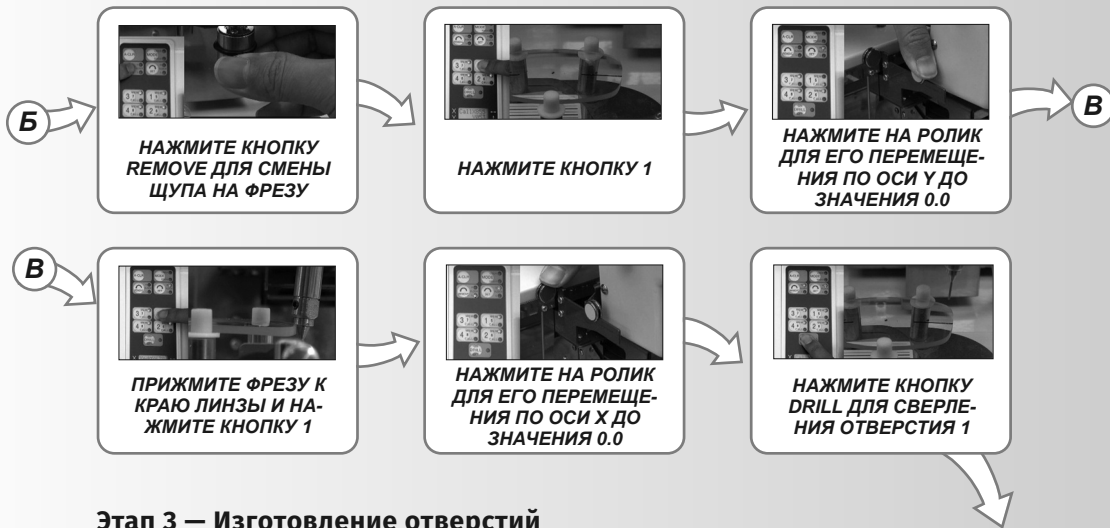 Б
НАЖМИТЕ КНОПКУ
REMOVE ДЛЯ СМЕНЫ
ЩУПА НА ФРЕЗУ
НАЖМИТЕ КНОПКУ 1
НАЖМИТЕ НА РОЛИК
ДЛЯ ЕГО ПЕРЕМЕЩЕ-
НИЯ ПО ОСИ Y ДО
ЗНАЧЕНИЯ 0.0
В
В
ПРИЖМИТЕ ФРЕЗУ К
КРАЮ ЛИНЗЫ И НА-
ЖМИТЕ КНОПКУ 1
НАЖМИТЕ НА РОЛИК
ДЛЯ ЕГО ПЕРЕМЕЩЕ-
НИЯ ПО ОСИ X ДО
ЗНАЧЕНИЯ 0.0
НАЖМИТЕ КНОПКУ
DRILL ДЛЯ СВЕРЛЕ-
НИЯ ОТВЕРСТИЯ 1
Этап 3 — Изготовление отверстий